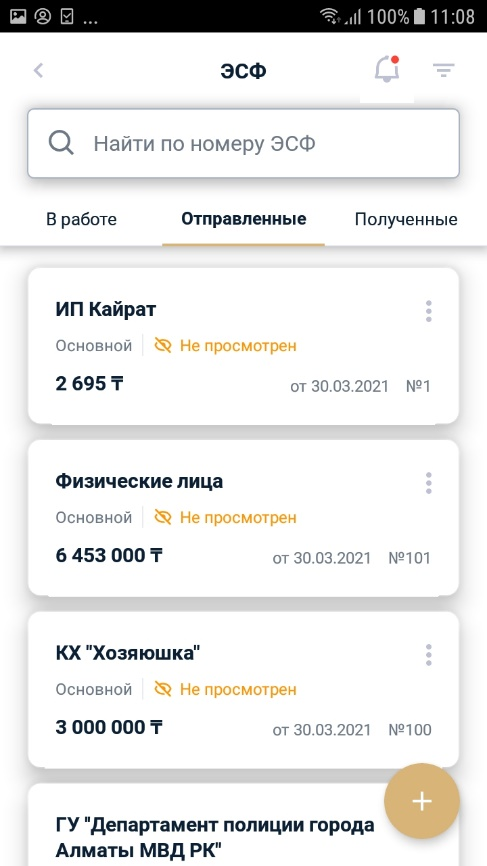 ... 100% 11:08
ЭСФ
Найти по номеру ЭСФ
В работе Отправленные Полученные
ИП Кайрат
Основной Не просмотрен
2 695 ₸ от 30.03.2021 №1
Физические лица
Основной Не просмотрен
6 453 000 ₸ от 30.03.2021 №101
КХ "Хозяюшка"
Основной Не просмотрен
3 000 000 ₸ от 30.03.2021 №100
ГУ "Департамент полиции города
Алматы МВД РК"